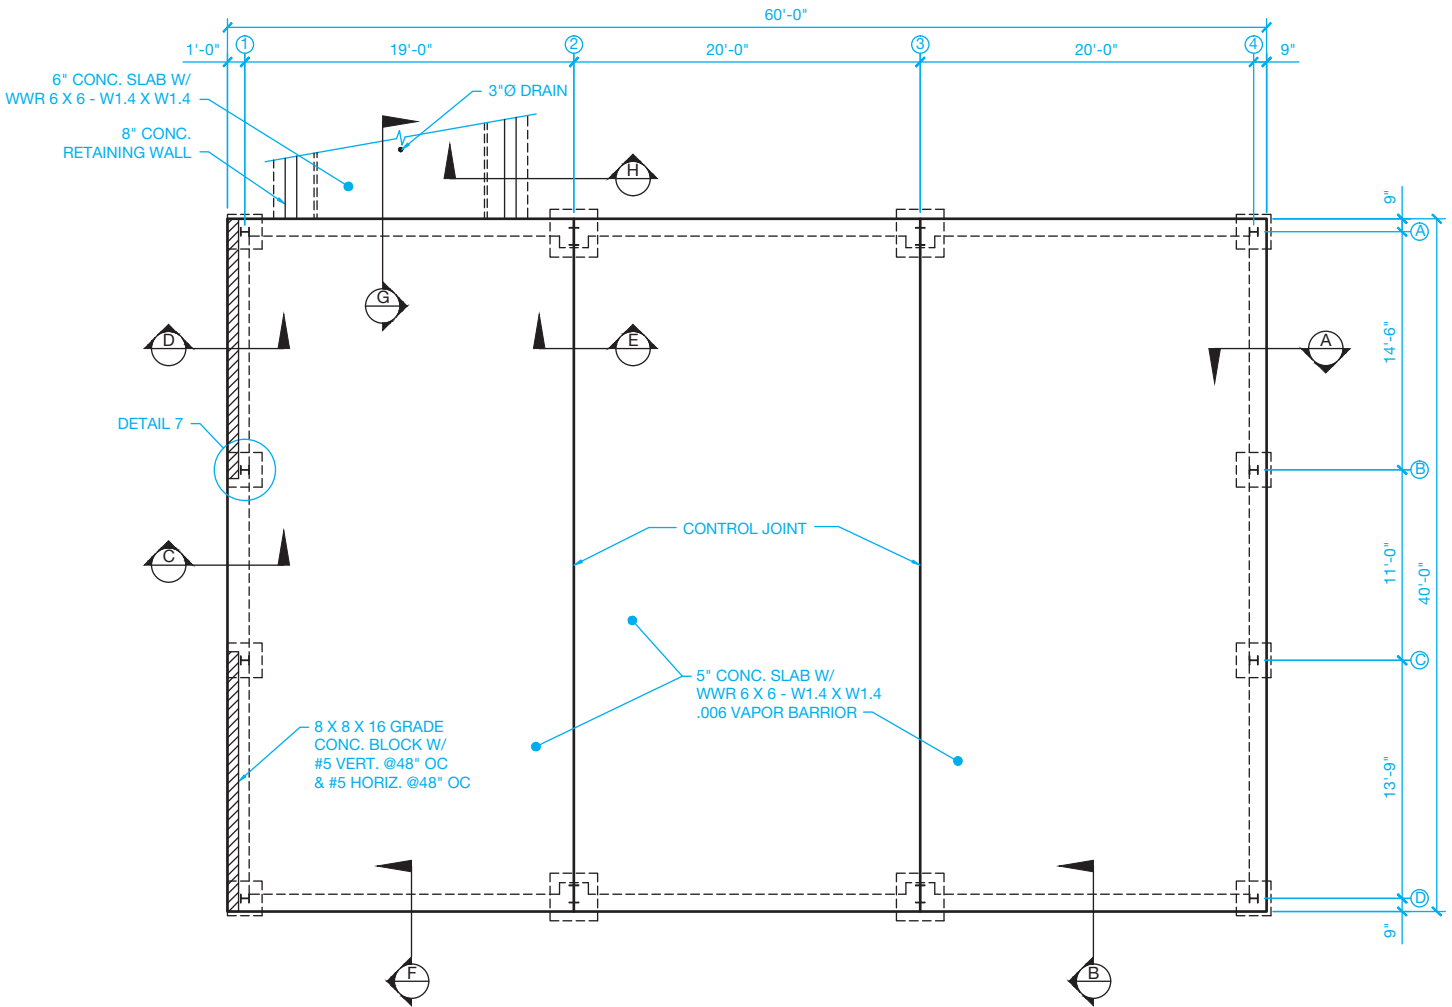 60'-0"
1'-0"
1
19'-0"
2
20'-0"
3
20'-0"
4
9"
6" CONC. SLAB W/
WWR 6 X 6 - W1.4 X W1.4
3"Ø DRAIN
8" CONC.
RETAINING WALL
H
9"
A
G
D
E
A
14'-6"
DETAIL 7
B
CONTROL JOINT
C
11'-0"
40'-0"
C
5" CONC. SLAB W/
WWR 6 X 6 - W1.4 X W1.4
.006 VAPOR BARRIOR
8 X 8 X 16 GRADE
CONC. BLOCK W/
#5 VERT. @48" OC
& #5 HORIZ. @48" OC
13'-9"
D
9"
F
B